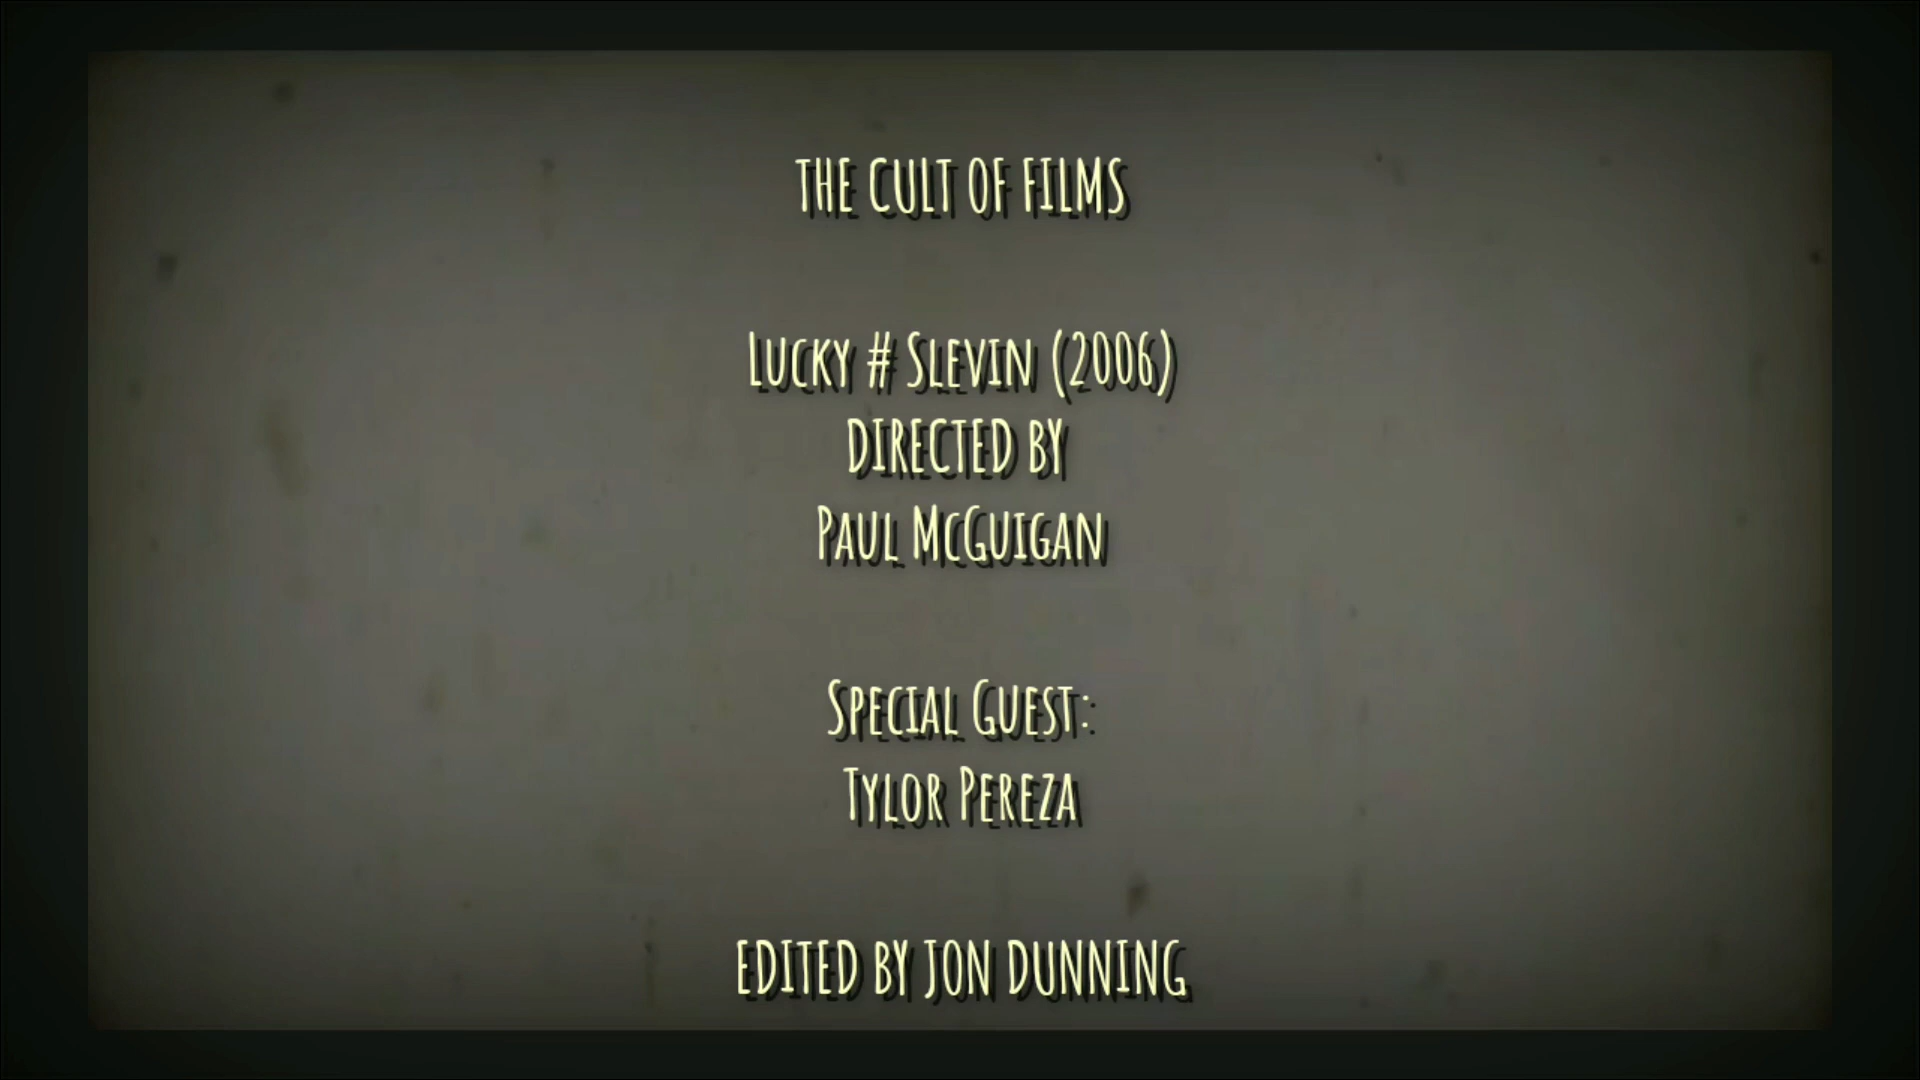 THE CULT OF FILMS
Lucky # Slevin (2006)
DIRECTED BY
Paul McGuigan
Special Guest:
Tylor Pereza
EDITED BY JON DUNNING